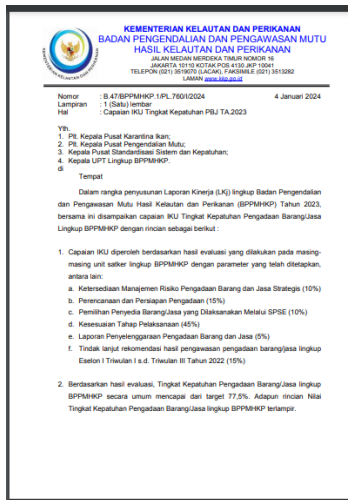 KEMENTERIAN KELAUTAN DAN PERIKANAN
BADAN PENGENDALIAN DAN PENGAWASAN MUTU
HASIL KELAUTAN DAN PERIKANAN
JALAN MEDAN MERDEKA TIMUR NOMOR 16
JAKARTA 10110 KOTAK POS 4130 JKP 10041
TELEPON (021) 3519070 (LACAK), FAKSIMILE (021) 3513282
LAMAN www.kkp.go.id
Nomor : B.47/BPPMHKP.1/PL.760/I/2024 4 Januari 2024
Lampiran : 1 (Satu) lembar
Hal : Capaian IKU Tingkat Kepatuhan PBJ TA.2023
Yth.
1. Plt. Kepala Pusat Karantina Ikan;
2. Plt. Kepala Pusat Pengendalian Mutu;
3. Kepala Pusat Standardisasi Sistem dan Kepatuhan;
4. Kepala UPT Lingkup BPPMHKP.
di
Tempat
Dalam rangka penyusunan Laporan Kinerja (LKj) lingkup Badan Pengendalian
dan Pengawasan Mutu Hasil Kelautan dan Perikanan (BPPMHKP) Tahun 2023,
bersama ini disampaikan capaian IKU Tingkat Kepatuhan Pengadaan Barang/Jasa
Lingkup BPPMHKP dengan rincian sebagai berikut :
1. Capaian IKU diperoleh berdasarkan hasil evaluasi yang dilakukan pada masing-
masing unit satker lingkup BPPMHKP dengan parameter yang telah ditetapkan,
antara lain:
a. Ketersediaan Manajemen Risiko Pengadaan Barang dan Jasa Strategis (10%)
b. Perencanaan dan Persiapan Pengadaan (15%)
c. Pemilihan Penyedia Barang/Jasa yang Dilaksanakan Melalui SPSE (10%)
d. Kesesuaian Tahap Pelaksanaan (45%)
e. Laporan Penyelenggaraan Pengadaan Barang dan Jasa (5%)
f. Tindak lanjut rekomendasi hasil pengawasan pengadaan barang/jasa lingkup
Eselon I Triwulan I s.d. Triwulan III Tahun 2022 (15%)
2. Berdasarkan hasil evaluasi, Tingkat Kepatuhan Pengadaan Barang/Jasa lingkup
BPPMHKP secara umum mencapai dari target 77,5%. Adapun rincian Nilai
Tingkat Kepatuhan Pengadaan Barang/Jasa lingkup BPPMHKP terlampir.